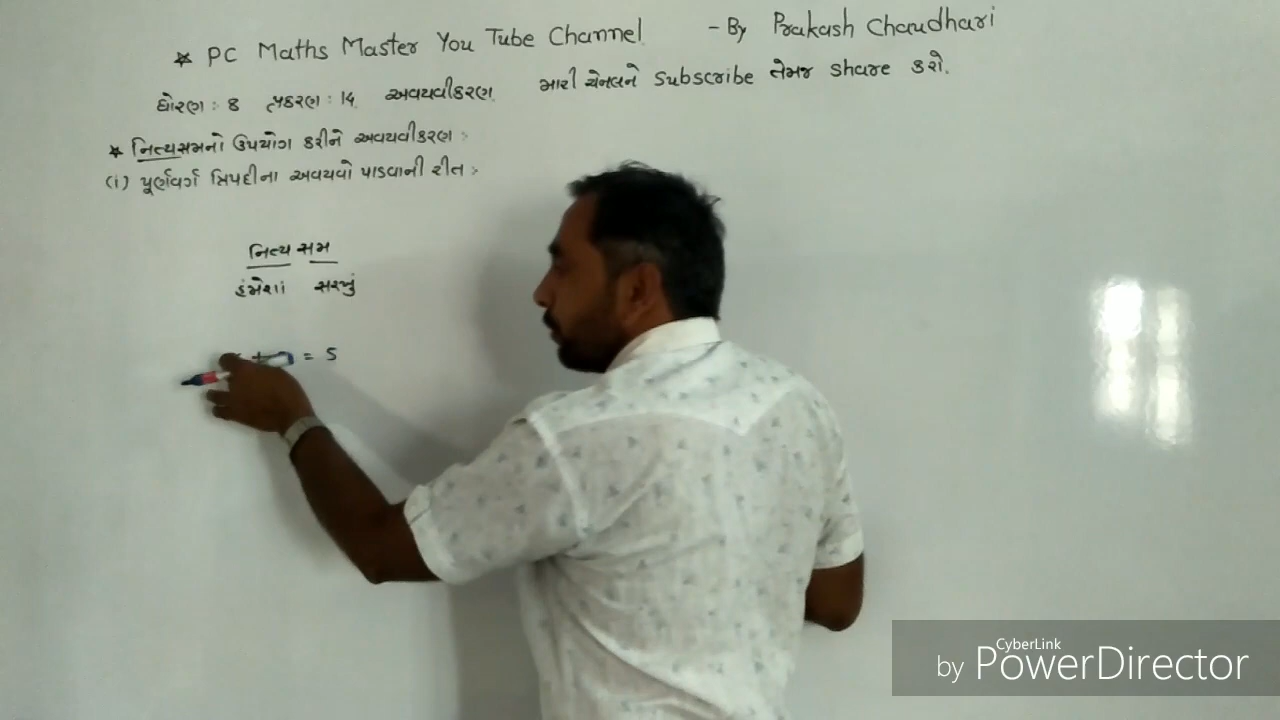 ★ PC Maths Master You Tube Channel - By Prakash Chaudhari
ધોરણ : 8 પ્રકરણ : 14 અવયવીકરણ મારી ચેનલને Subscribe તેમજ share કરો.
★ નિત્યસમનો ઉપયોગ કરીને અવયવીકરણ :
(i) પૂર્ણવર્ગ ત્રિપદીના અવયવો પાડવાની રીત :
નિત્ય સમ
હંમેશાં સરખું
+ = 5
CyberLink
by PowerDirector